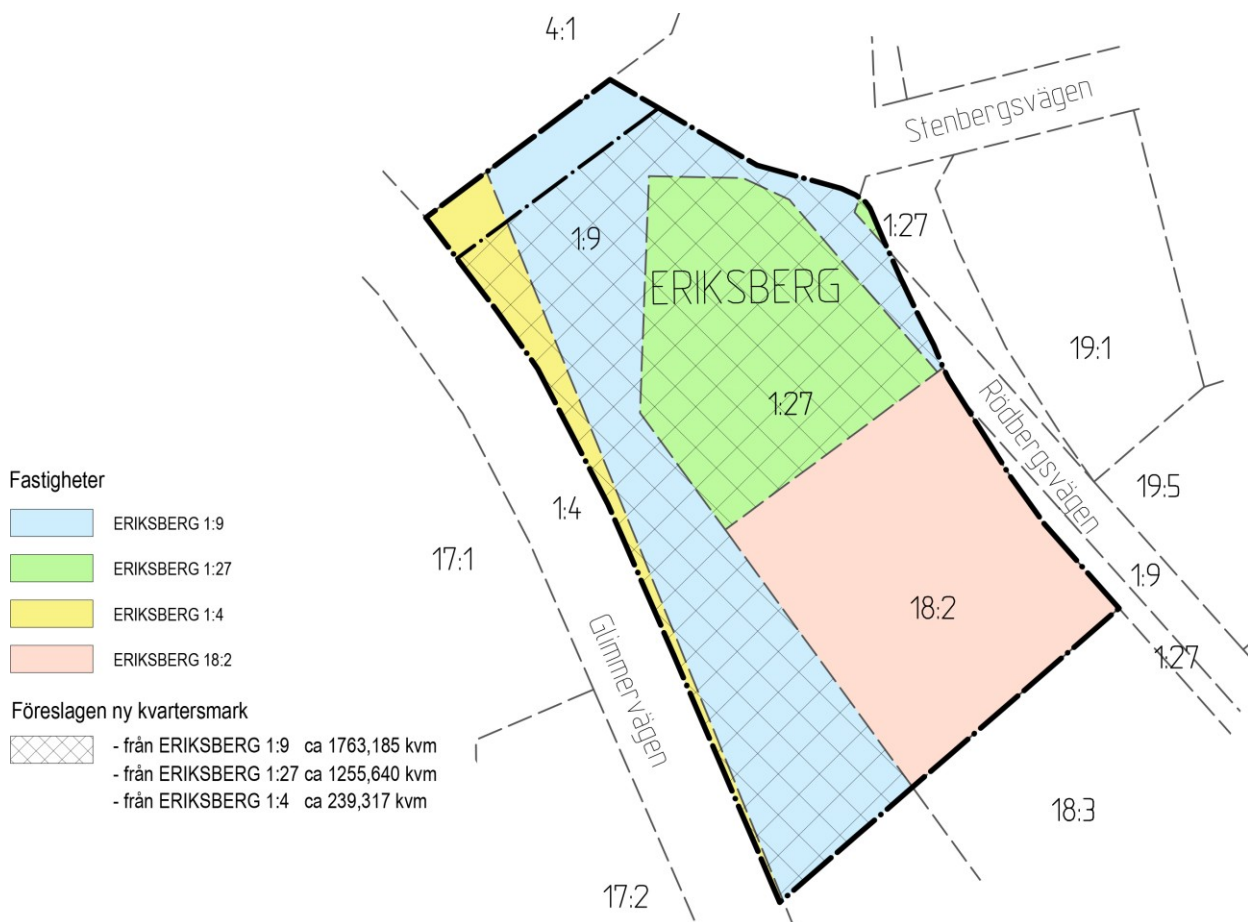 4:1
Stenbergsvägen
1:27
1:9
ERIKSBERG
19:1
1:27
Rödbergsvägen
Fastigheter
ERIKSBERG 1:9
ERIKSBERG 1:27
ERIKSBERG 1:4
ERIKSBERG 18:2
19:5
1:4
17:1
1:9
18:2
Glimmervägen
1:27
Föreslagen ny kvartersmark
- från ERIKSBERG 1:9 ca 1763,185 kvm
- från ERIKSBERG 1:27 ca 1255,640 kvm
- från ERIKSBERG 1:4 ca 239,317 kvm
18:3
17:2